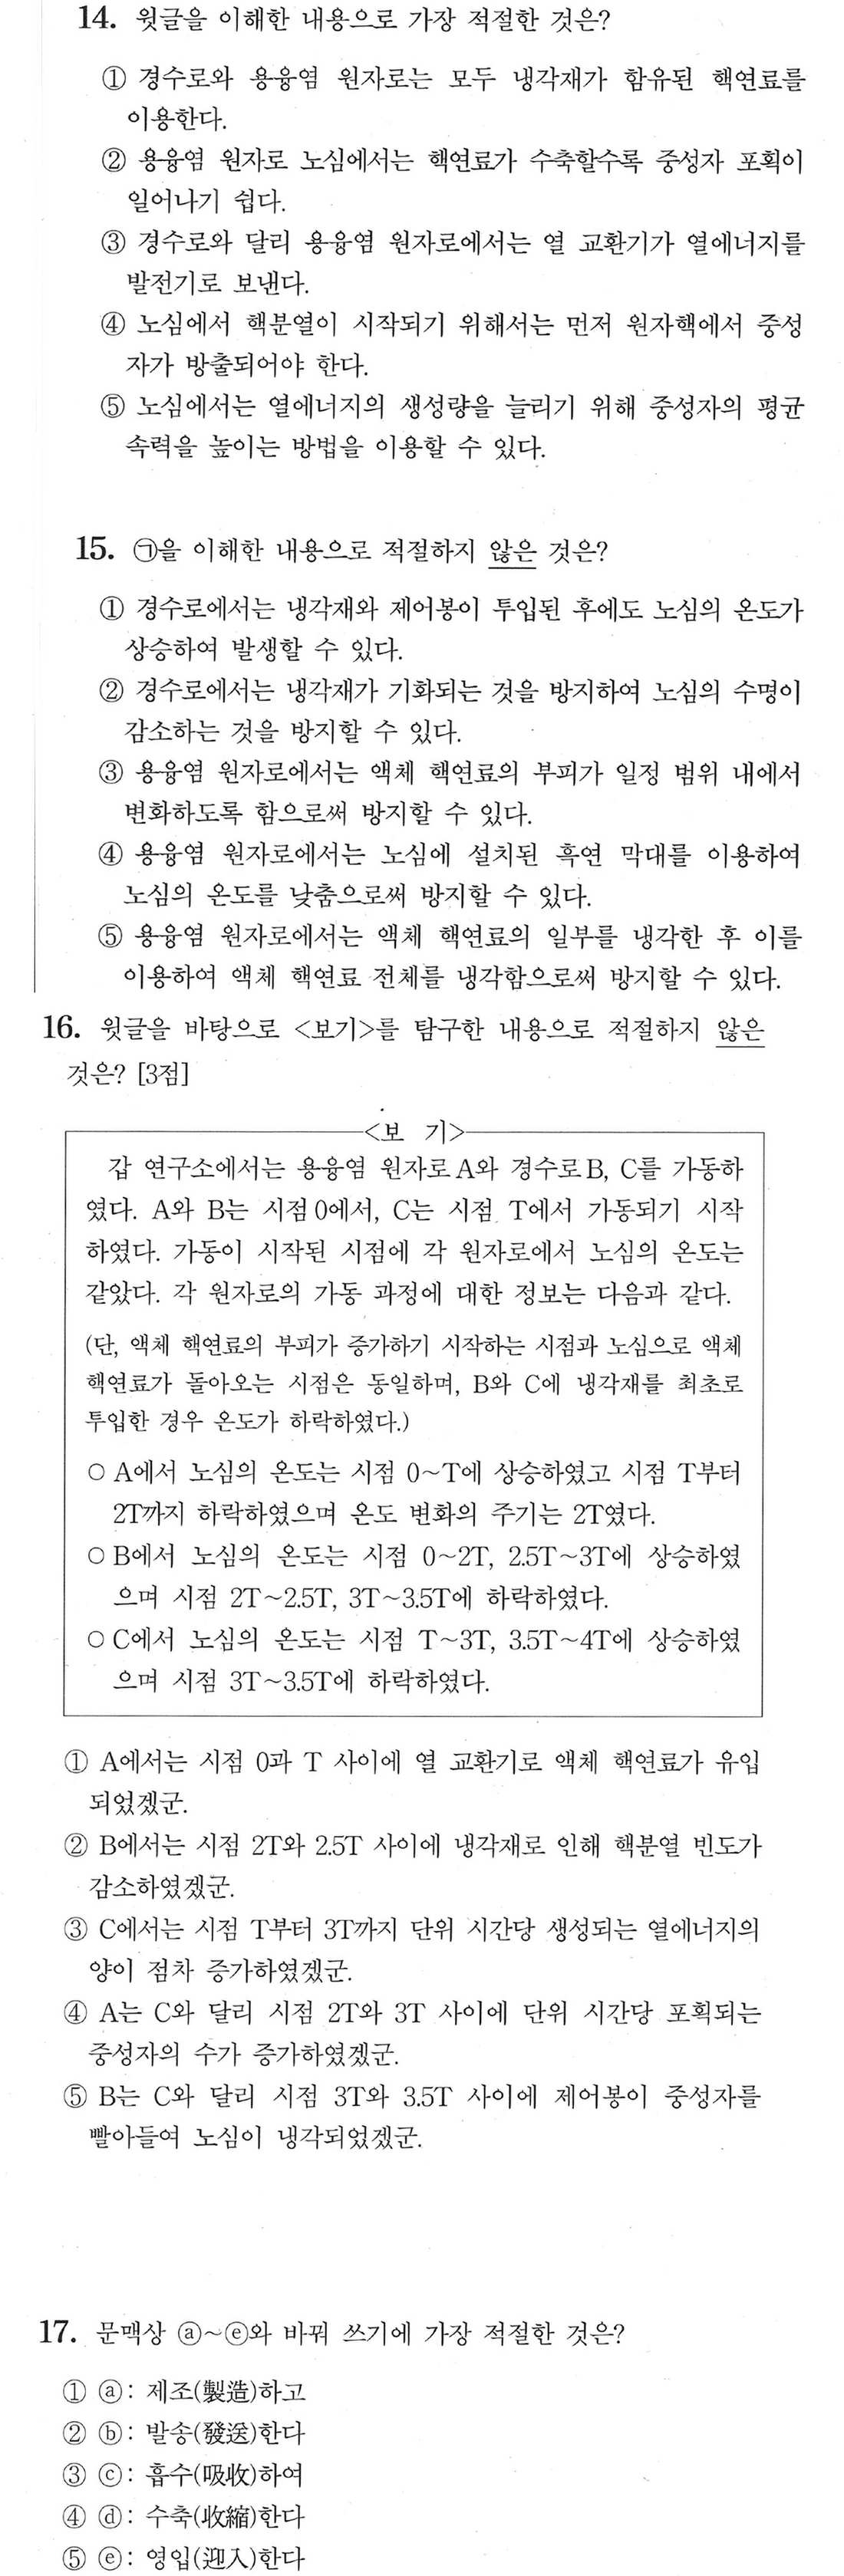 14. 윗글을 이해한 내용으로 가장 적절한 것은?
① 경수로와 용융염 원자로는 모두 냉각재가 함유된 핵연료를
이용한다.
② 용융염 원자로 노심에서는 핵연료가 수축할수록 중성자 포획이
일어나기 쉽다.
③ 경수로와 달리 용융염 원자로에서는 열 교환기가 열에너지를
발전기로 보낸다.
④ 노심에서 핵분열이 시작되기 위해서는 먼저 원자핵에서 중성
자가 방출되어야 한다.
⑤ 노심에서는 열에너지의 생성량을 늘리기 위해 중성자의 평균
속력을 높이는 방법을 이용할 수 있다.
15. ㉠을 이해한 내용으로 적절하지 않은 것은?
① 경수로에서는 냉각재와 제어봉이 투입된 후에도 노심의 온도가
상승하여 발생할 수 있다.
② 경수로에서는 냉각재가 기화되는 것을 방지하여 노심의 수명이
감소하는 것을 방지할 수 있다.
③ 용융염 원자로에서는 액체 핵연료의 부피가 일정 범위 내에서
변화하도록 함으로써 방지할 수 있다.
④ 용융염 원자로에서는 노심에 설치된 흑연 막대를 이용하여
노심의 온도를 낮춤으로써 방지할 수 있다.
⑤ 용융염 원자로에서는 액체 핵연료의 일부를 냉각한 후 이를
이용하여 액체 핵연료 전체를 냉각함으로써 방지할 수 있다.
16. 윗글을 바탕으로 <보기>를 탐구한 내용으로 적절하지 않은
것은? [3점]
<보 기>
갑 연구소에서는 용융염 원자로 A와 경수로 B, C를 가동하
였다. A와 B는 시점 0에서, C는 시점 T에서 가동되기 시작
하였다. 가동이 시작된 시점에 각 원자로에서 노심의 온도는
같았다. 각 원자로의 가동 과정에 대한 정보는 다음과 같다.
(단, 액체 핵연료의 부피가 증가하기 시작하는 시점과 노심으로 액체
핵연료가 돌아오는 시점은 동일하며, B와 C에 냉각재를 최초로
투입한 경우 온도가 하락하였다.)
○ A에서 노심의 온도는 시점 0~T에 상승하였고 시점 T부터
2T까지 하락하였으며 온도 변화의 주기는 2T였다.
○ B에서 노심의 온도는 시점 0~2T, 2.5T~3T에 상승하였
으며 시점 2T~2.5T, 3T~3.5T에 하락하였다.
○ C에서 노심의 온도는 시점 T~3T, 3.5T~4T에 상승하였
으며 시점 3T~3.5T에 하락하였다.
① A에서는 시점 0과 T 사이에 열 교환기로 액체 핵연료가 유입
되었겠군.
② B에서는 시점 2T와 2.5T 사이에 냉각재로 인해 핵분열 빈도가
감소하였겠군.
③ C에서는 시점 T부터 3T까지 단위 시간당 생성되는 열에너지의
양이 점차 증가하였겠군.
④ A는 C와 달리 시점 2T와 3T 사이에 단위 시간당 포획되는
중성자의 수가 증가하였겠군.
⑤ B는 C와 달리 시점 3T와 3.5T 사이에 제어봉이 중성자를
빨아들여 노심이 냉각되었겠군.
17. 문맥상 ⓐ~ⓔ와 바꿔 쓰기에 가장 적절한 것은?
① ⓐ: 제조(製造)하고
② ⓑ: 발송(發送)한다
③ ⓒ: 흡수(吸收)하여
④ ⓓ: 수축(收縮)한다
⑤ ⓔ: 영입(迎入)한다